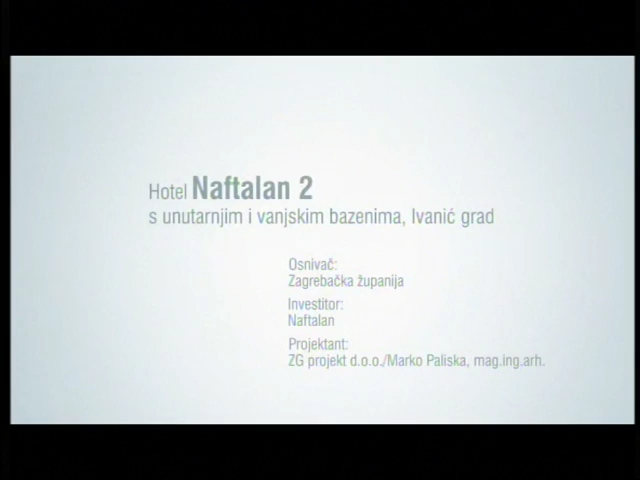 Hotel Naftalan 2
s unutarnjim i vanjskim bazenima, Ivanić grad
Osnivač:
Zagrebačka županija
Investitor:
Naftalan
Projektant:
ZG projekt d.o.o./Marko Paliska, mag.ing.arh.